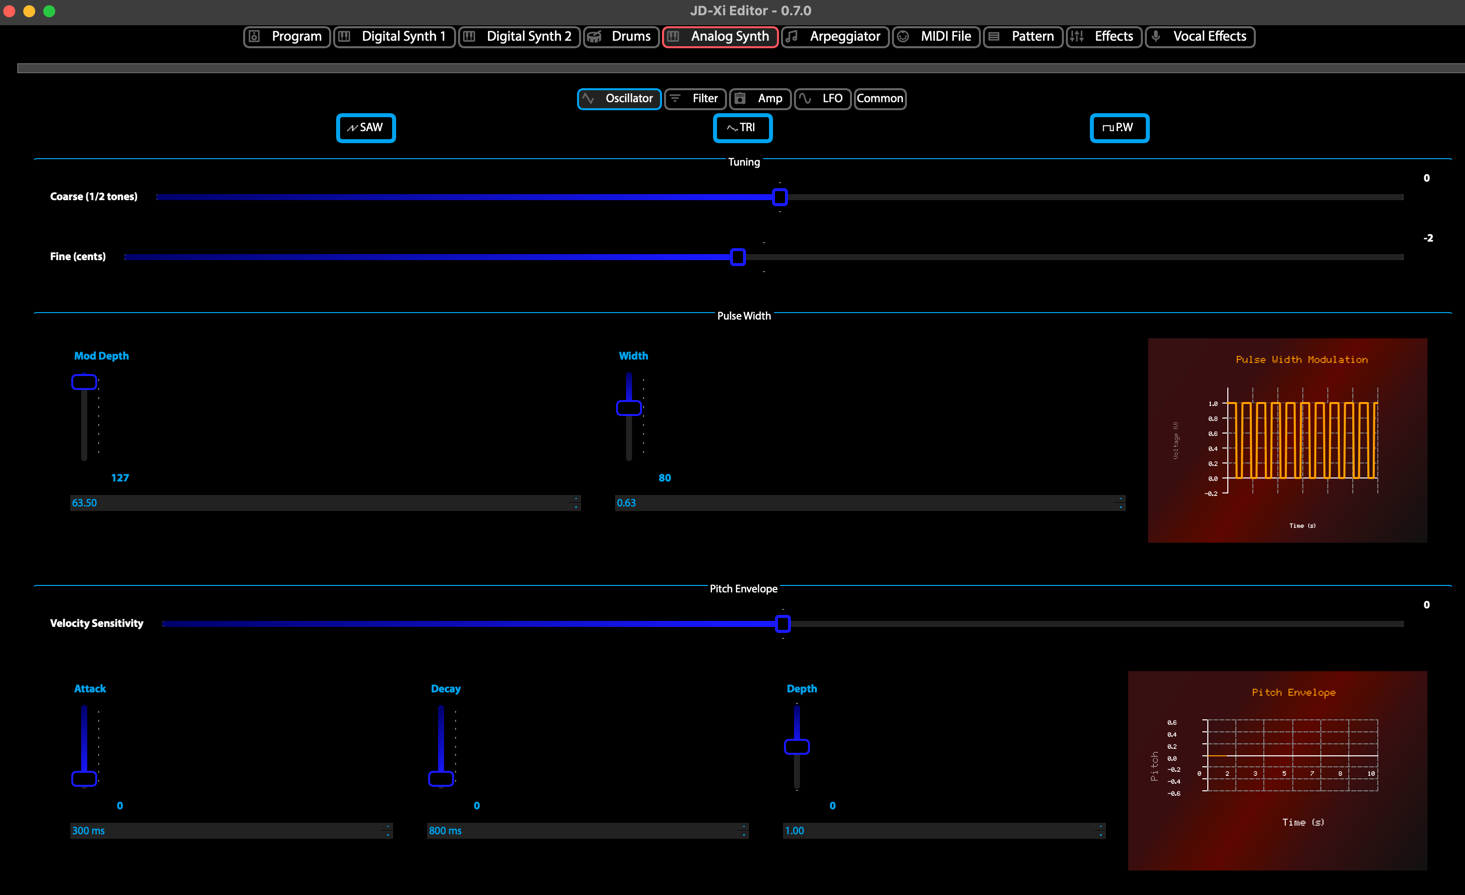 JD-Xi Editor - 0.7.0
Program Digital Synth 1 Digital Synth 2 Drums Analog Synth Arpeggiator MIDI File Pattern Effects Vocal Effects
Oscillator Filter Amp LFO Common
SAW TRI P.W
Tuning
0
Coarse (1/2 tones)
-2
Fine (cents)
Pulse Width
Mod Depth Width
127 80
63.50 0.63
Pulse Width Modulation
1.0
0.8
0.6
0.4
0.2
0.0
-0.2
Time (s)
Pitch Envelope
0
Velocity Sensitivity
Attack Decay Depth
0 0 0
300 ms 800 ms 1.00
Pitch Envelope
0.6
0.4
0.2
0.0
-0.2
-0.4
-0.6
0 2 3 5 7 8 10
Pitch
Time (s)